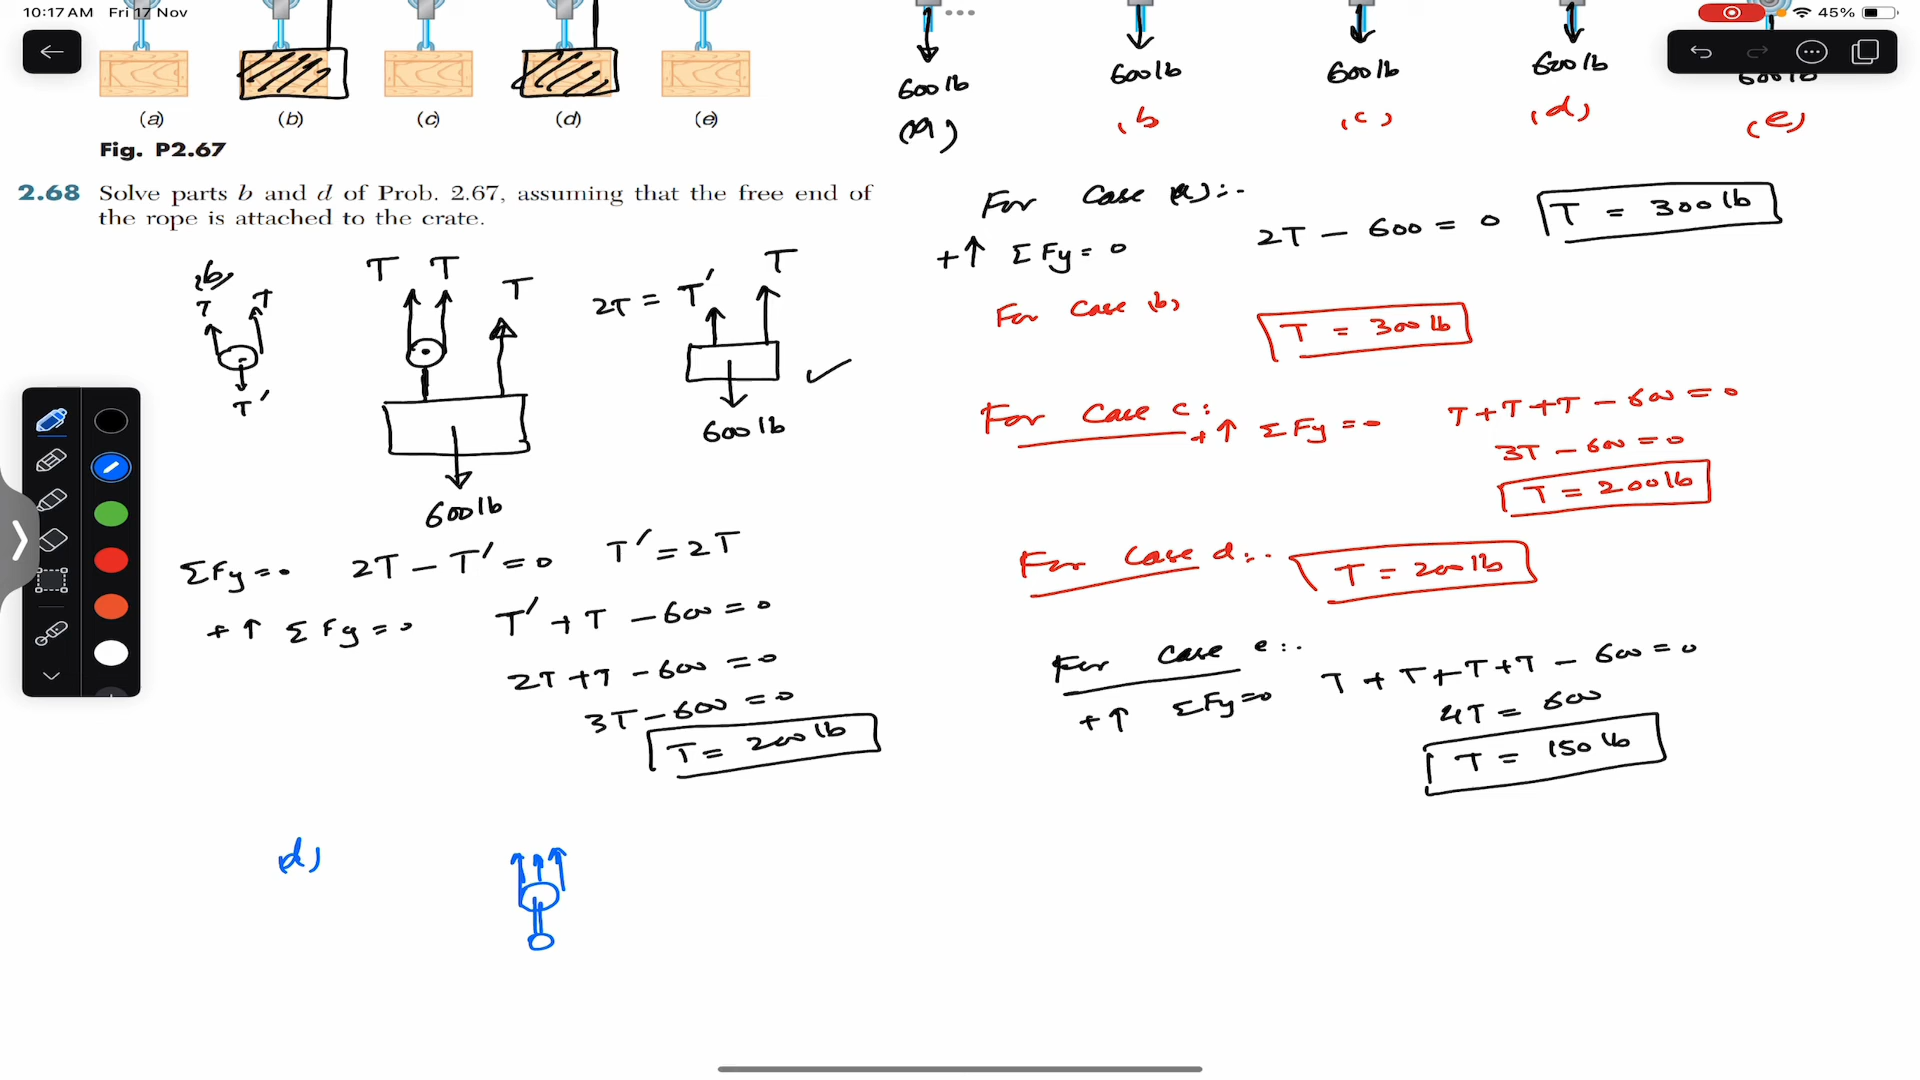 10:17 AM Fri 17 Nov
45%
600 lb
600 lb
600 lb
600 lb
600 lb
(a) (b) (c) (d) (e)
(a)
(b
(c)
(d)
(e)
Fig. P2.67
2.68 Solve parts b and d of Prob. 2.67, assuming that the free end of
the rope is attached to the crate.
(b)
T T
T'
T T T
600 lb
2T = T' T
600 lb
ΣFy = 0 2T - T' = 0 T' = 2T
+↑ ΣFy = 0 T' + T - 600 = 0
2T + T - 600 = 0
3T - 600 = 0
T = 200 lb
(d)
For Case (a):-
+↑ ΣFy = 0 2T - 600 = 0 T = 300 lb
For Case (b)
T = 300 lb
For Case c:
+↑ ΣFy = 0 T + T + T - 600 = 0
3T - 600 = 0
T = 200 lb
For Case d:-
T = 200 lb
For Case e:-
+↑ ΣFy = 0 T + T + T + T - 600 = 0
4T = 600
T = 150 lb